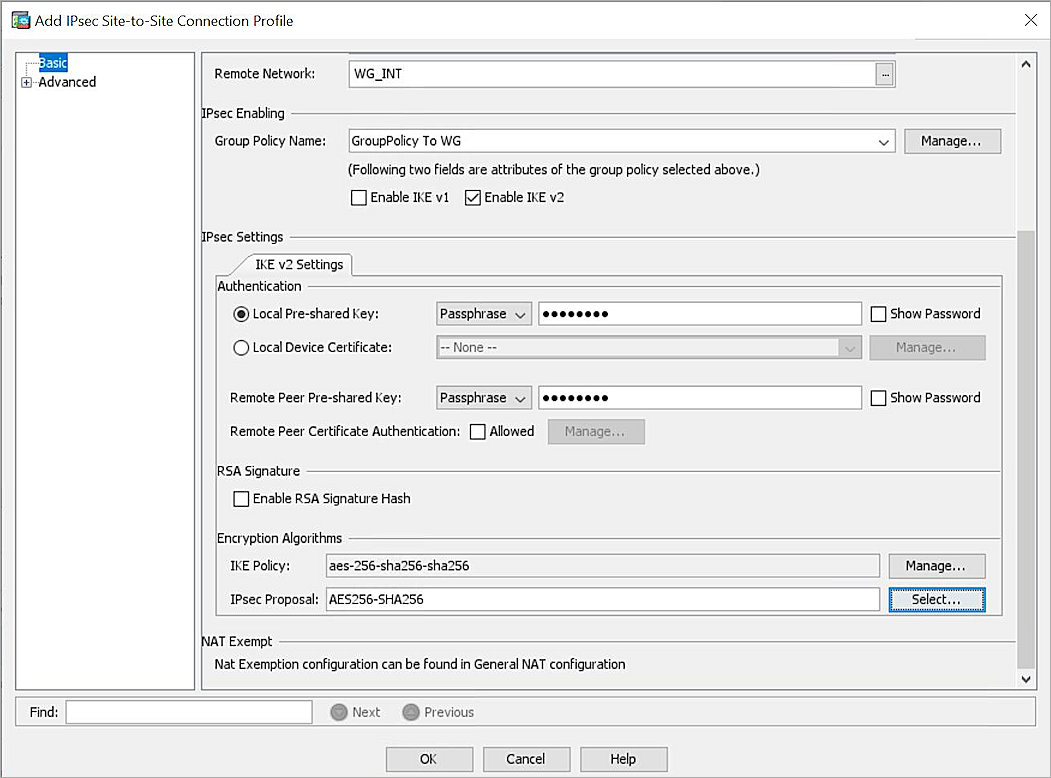 Add IPsec Site-to-Site Connection Profile
Basic
Advanced
Remote Network: WG_INT ...
IPsec Enabling
Group Policy Name: GroupPolicy To WG Manage...
(Following two fields are attributes of the group policy selected above.)
Enable IKE v1 Enable IKE v2
IPsec Settings
IKE v2 Settings
Authentication
Local Pre-shared Key: Passphrase •••••••• Show Password
Local Device Certificate: -- None -- Manage...
Remote Peer Pre-shared Key: Passphrase •••••••• Show Password
Remote Peer Certificate Authentication: Allowed Manage...
RSA Signature
Enable RSA Signature Hash
Encryption Algorithms
IKE Policy: aes-256-sha256-sha256 Manage...
IPsec Proposal: AES256-SHA256 Select...
NAT Exempt
Nat Exemption configuration can be found in General NAT configuration
Find: Next Previous
OK Cancel Help